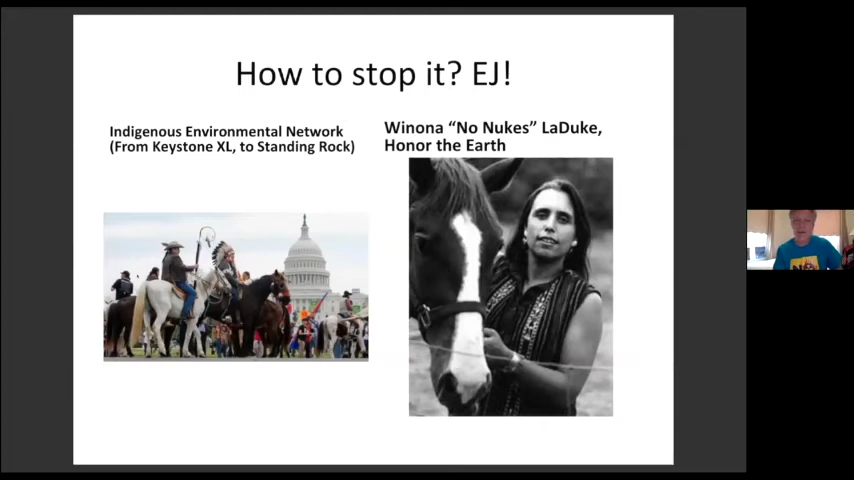 How to stop it? EJ!
Indigenous Environmental Network
(From Keystone XL, to Standing Rock)
Winona “No Nukes” LaDuke,
Honor the Earth